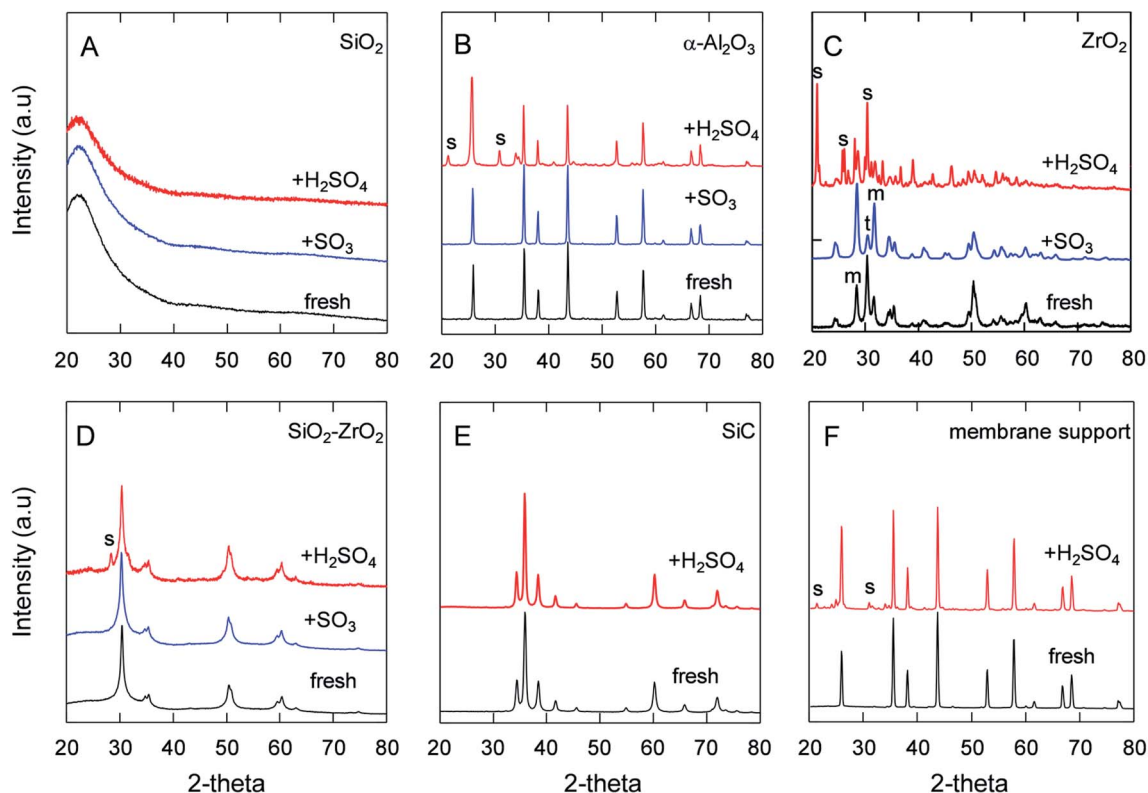 A
SiO₂
+H₂SO₄
+SO₃
fresh
Intensity (a.u)
20 30 40 50 60 70 80
B
α-Al₂O₃
s
s
+H₂SO₄
+SO₃
fresh
20 30 40 50 60 70 80
C
ZrO₂
s
s
s
+H₂SO₄
m
t
+SO₃
m
fresh
20 30 40 50 60 70 80
D
SiO₂-ZrO₂
s
+H₂SO₄
+SO₃
fresh
Intensity (a.u)
20 30 40 50 60 70 80
2-theta
E
SiC
+H₂SO₄
fresh
20 30 40 50 60 70 80
2-theta
F
membrane support
+H₂SO₄
s
s
fresh
20 30 40 50 60 70 80
2-theta